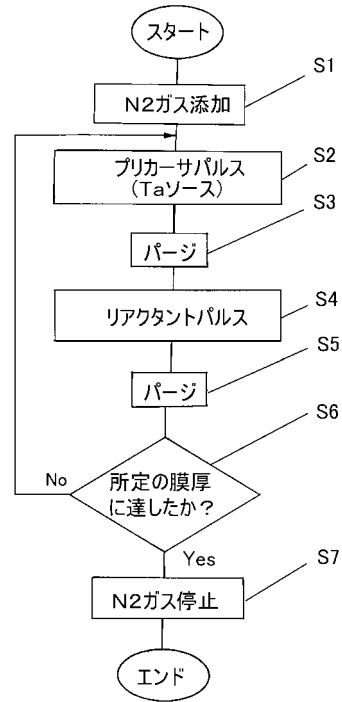 スタート
S1
N2ガス添加
S2
プリカーサパルス
(Taソース)
S3
パージ
S4
リアクタントパルス
S5
パージ
S6
所定の膜厚
に達したか？
No
Yes
S7
N2ガス停止
エンド